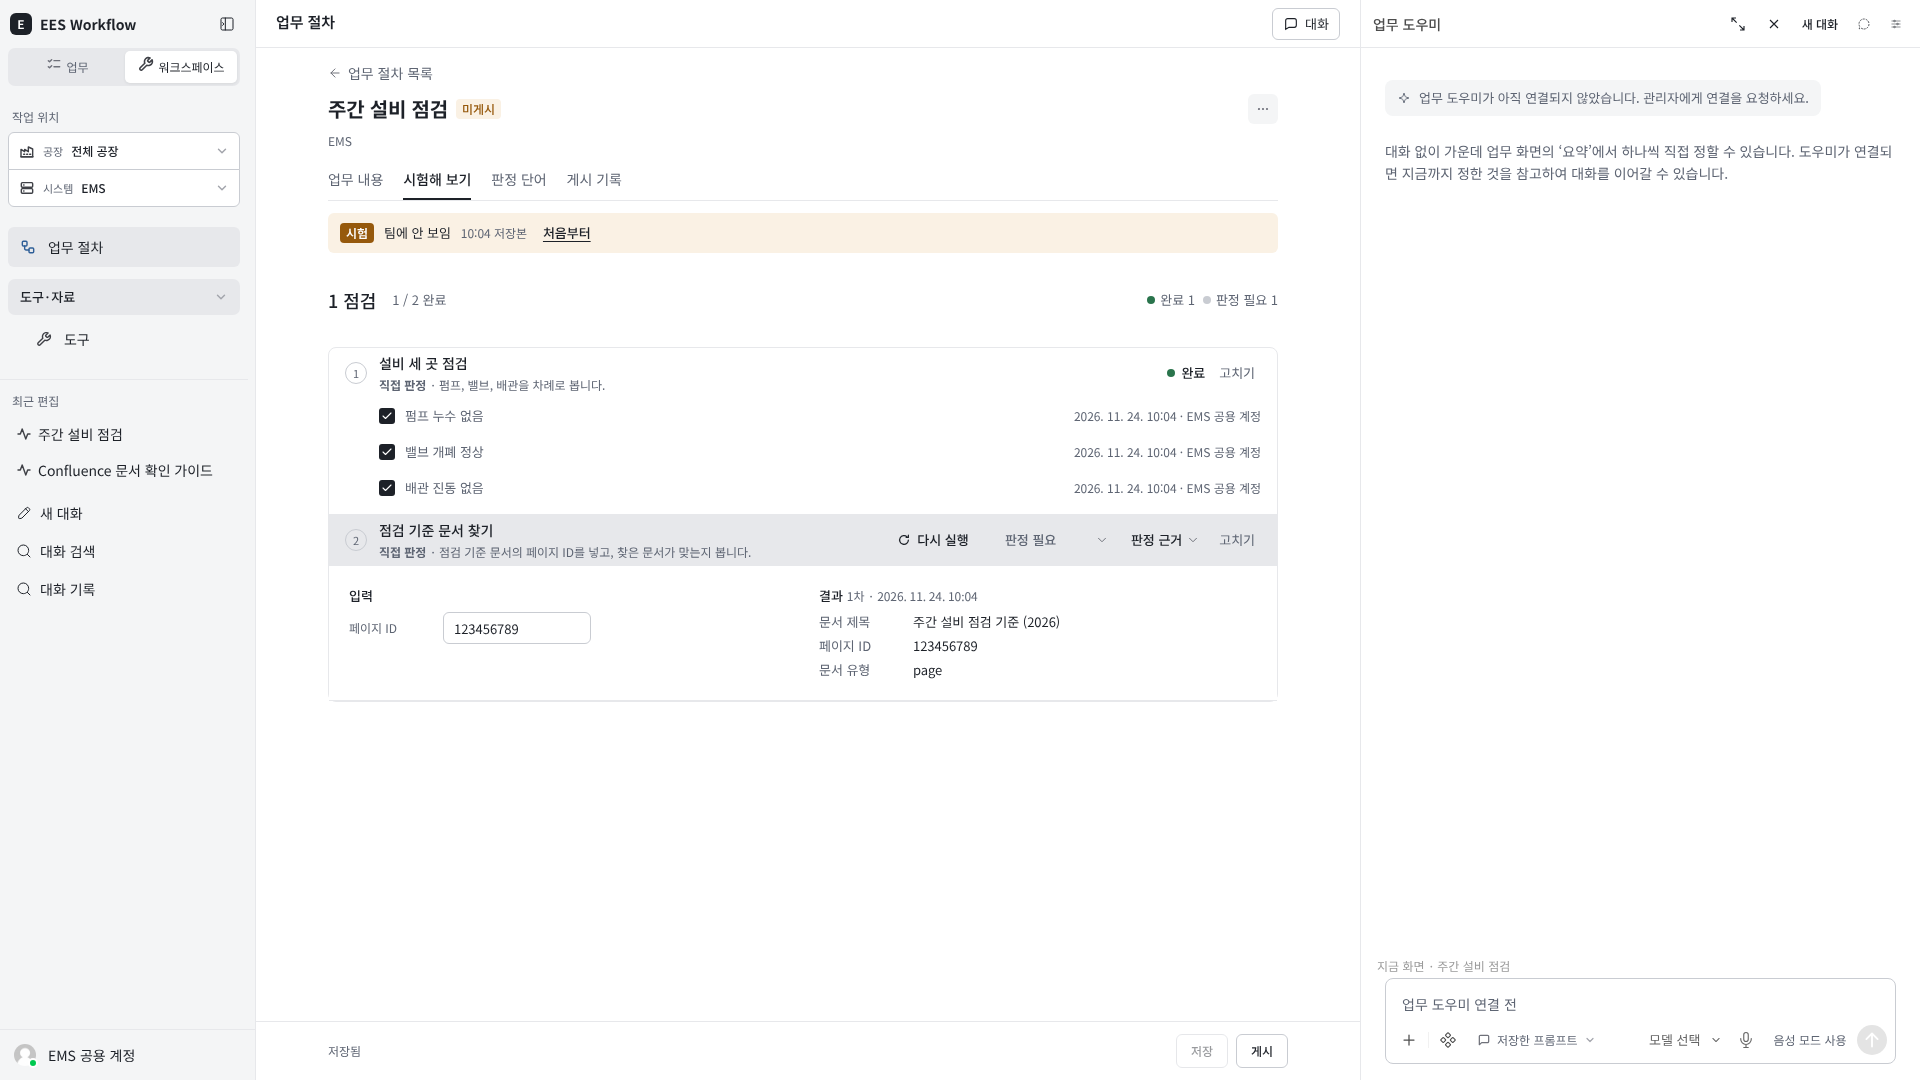 E EES Workflow
업무
워크스페이스
작업 위치
공장 전체 공장
시스템 EMS
업무 절차
도구·자료
도구
최근 편집
주간 설비 점검
Confluence 문서 확인 가이드
새 대화
대화 검색
대화 기록
EMS 공용 계정
업무 절차
대화
업무 절차 목록
주간 설비 점검 미게시
EMS
업무 내용 시험해 보기 판정 단어 게시 기록
시험 팀에 안 보임 10:04 저장본 처음부터
1 점검 1 / 2 완료
완료 1 판정 필요 1
1 설비 세 곳 점검
직접 판정 · 펌프, 밸브, 배관을 차례로 봅니다.
완료 고치기
펌프 누수 없음 2026. 11. 24. 10:04 · EMS 공용 계정
밸브 개폐 정상 2026. 11. 24. 10:04 · EMS 공용 계정
배관 진동 없음 2026. 11. 24. 10:04 · EMS 공용 계정
2 점검 기준 문서 찾기
직접 판정 · 점검 기준 문서의 페이지 ID를 넣고, 찾은 문서가 맞는지 봅니다.
다시 실행 판정 필요 판정 근거 고치기
입력
페이지 ID 123456789
결과 1차 · 2026. 11. 24. 10:04
문서 제목 주간 설비 점검 기준 (2026)
페이지 ID 123456789
문서 유형 page
저장됨
저장 게시
업무 도우미
새 대화
업무 도우미가 아직 연결되지 않았습니다. 관리자에게 연결을 요청하세요.
대화 없이 가운데 업무 화면의 ‘요약’에서 하나씩 직접 정할 수 있습니다. 도우미가 연결되
면 지금까지 정한 것을 참고하여 대화를 이어갈 수 있습니다.
지금 화면 · 주간 설비 점검
업무 도우미 연결 전
저장한 프롬프트 모델 선택 음성 모드 사용